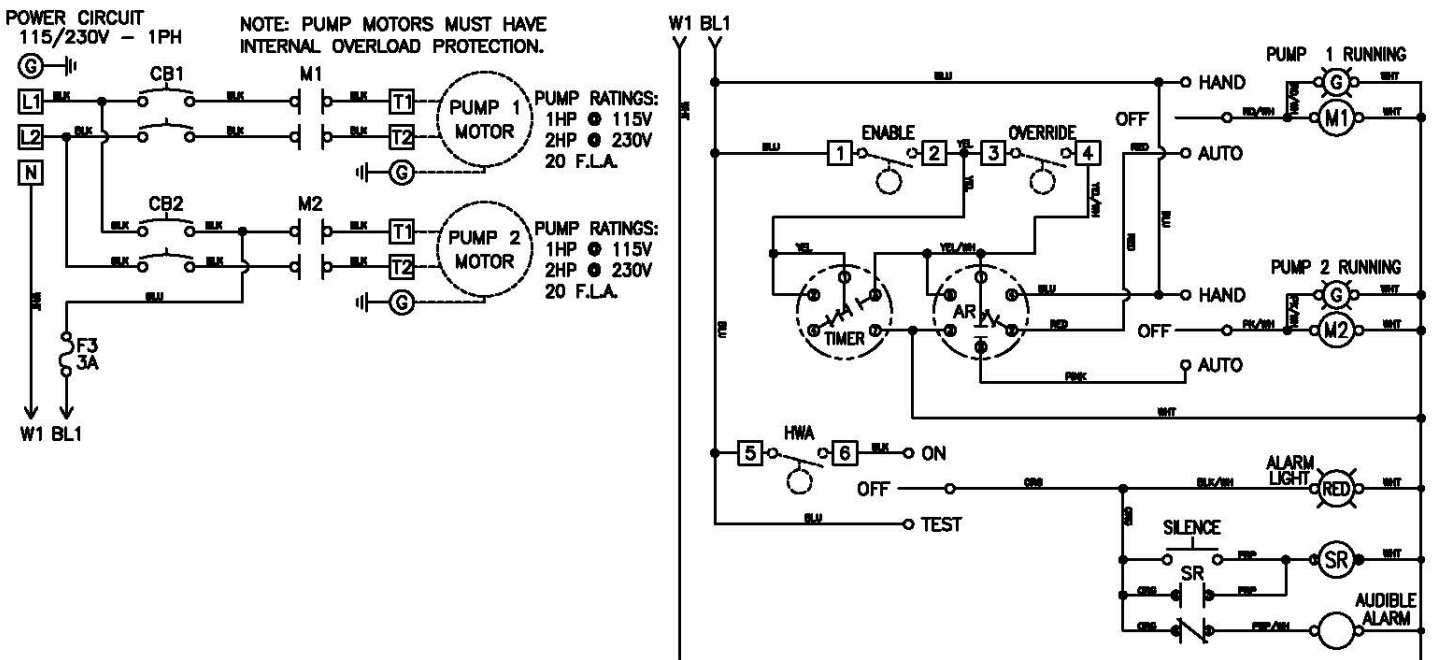 POWER CIRCUIT
115/230V - 1PH
NOTE: PUMP MOTORS MUST HAVE
INTERNAL OVERLOAD PROTECTION.
G
CB1
M1
L1
BLK
BLK
BLK
T1
PUMP 1
MOTOR
PUMP RATINGS:
1HP @ 115V
2HP @ 230V
20 F.L.A.
L2
BLK
BLK
BLK
T2
N
G
CB2
M2
BLK
BLK
BLK
T1
PUMP 2
MOTOR
PUMP RATINGS:
1HP @ 115V
2HP @ 230V
20 F.L.A.
BLK
BLK
BLK
T2
G
BLU
WHT
F3
3A
W1 BL1
W1 BL1
WHT
BLU
BLU
HAND
PUMP 1 RUNNING
G
WHT
RD/WH
OFF
RD/WH
M1
WHT
BLU
1
ENABLE
2
YEL
3
OVERRIDE
4
RED
AUTO
YEL
YEL/WH
RED
BLU
YEL
YEL/WH
TIMER
AR
BLU
HAND
PUMP 2 RUNNING
G
WHT
PK/WH
RED
OFF
PK/WH
M2
WHT
PINK
AUTO
WHT
5
HWA
6
BLK
ON
OFF
ORG
BLK/WH
ALARM
LIGHT
RED
WHT
BLU
TEST
ORG
SILENCE
PRP
SR
WHT
SR
ORG
PRP
ORG
PRP/WH
AUDIBLE
ALARM
WHT